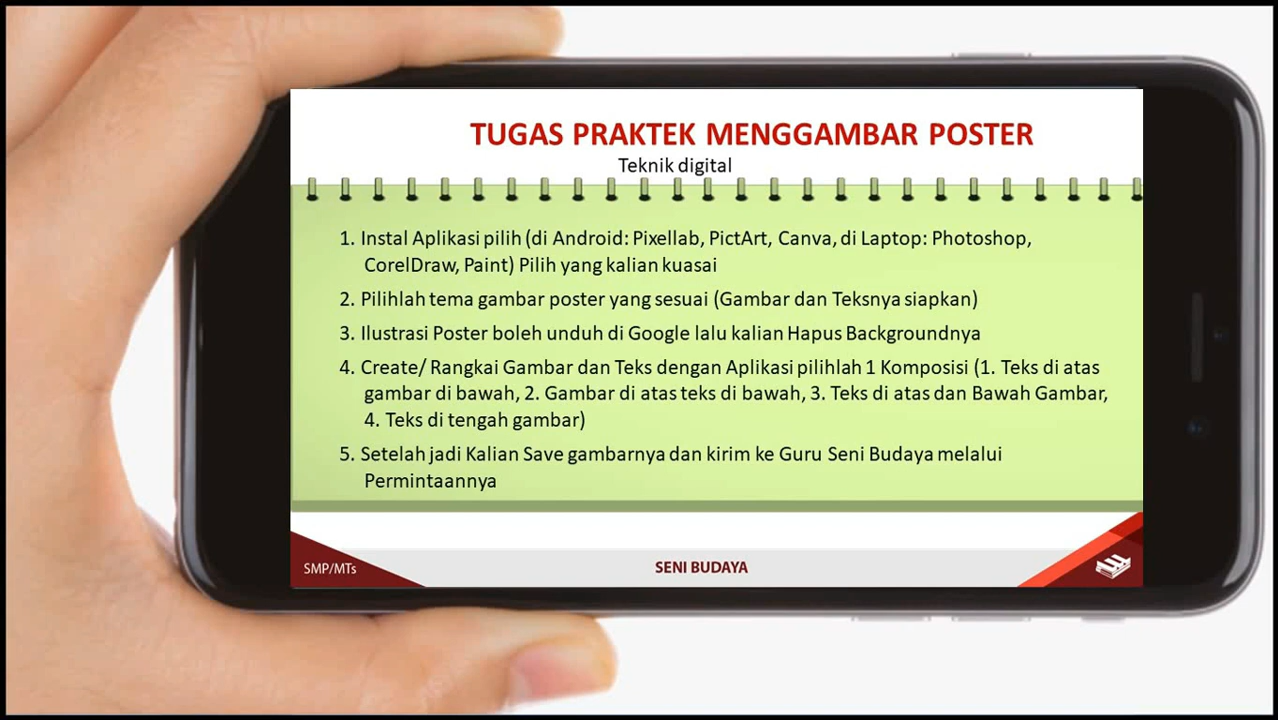 TUGAS PRAKTEK MENGGAMBAR POSTER
Teknik digital
1. Instal Aplikasi pilih (di Android: Pixellab, PictArt, Canva, di Laptop: Photoshop,
CorelDraw, Paint) Pilih yang kalian kuasai
2. Pilihlah tema gambar poster yang sesuai (Gambar dan Teksnya siapkan)
3. Ilustrasi Poster boleh unduh di Google lalu kalian Hapus Backgroundnya
4. Create/ Rangkai Gambar dan Teks dengan Aplikasi pilihlah 1 Komposisi (1. Teks di atas
gambar di bawah, 2. Gambar di atas teks di bawah, 3. Teks di atas dan Bawah Gambar,
4. Teks di tengah gambar)
5. Setelah jadi Kalian Save gambarnya dan kirim ke Guru Seni Budaya melalui
Permintaannya
SMP/MTs
SENI BUDAYA